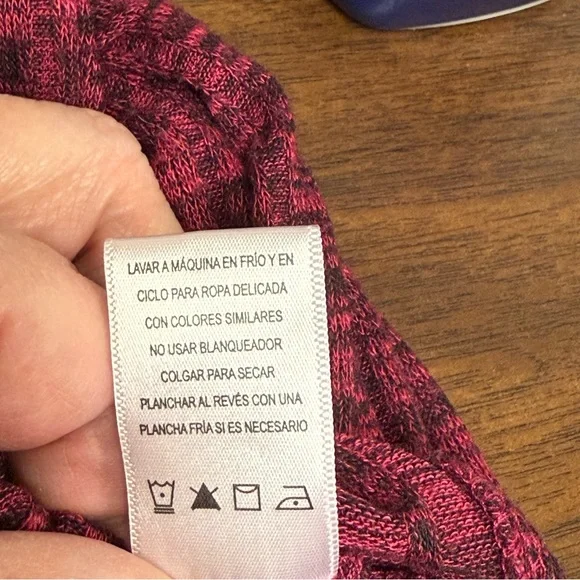 LAVAR A MÁQUINA EN FRÍO Y EN
CICLO PARA ROPA DELICADA
CON COLORES SIMILARES
NO USAR BLANQUEADOR
COLGAR PARA SECAR
PLANCHAR AL REVÉS CON UNA
PLANCHA FRÍA SI ES NECESARIO